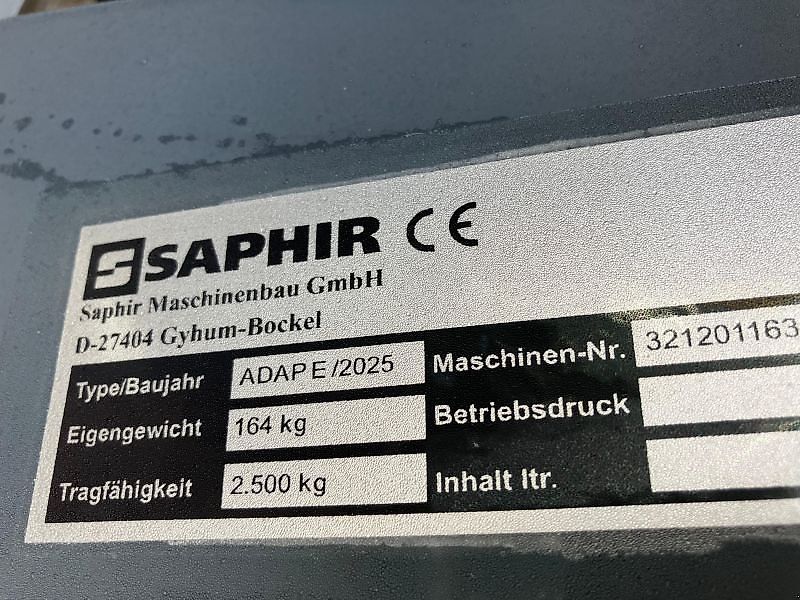 SAPHIR CE
Saphir Maschinenbau GmbH
D-27404 Gyhum-Bockel
Type/Baujahr ADAP E /2025 Maschinen-Nr. 321201163
Eigengewicht 164 kg Betriebsdruck
Tragfähigkeit 2.500 kg Inhalt ltr.